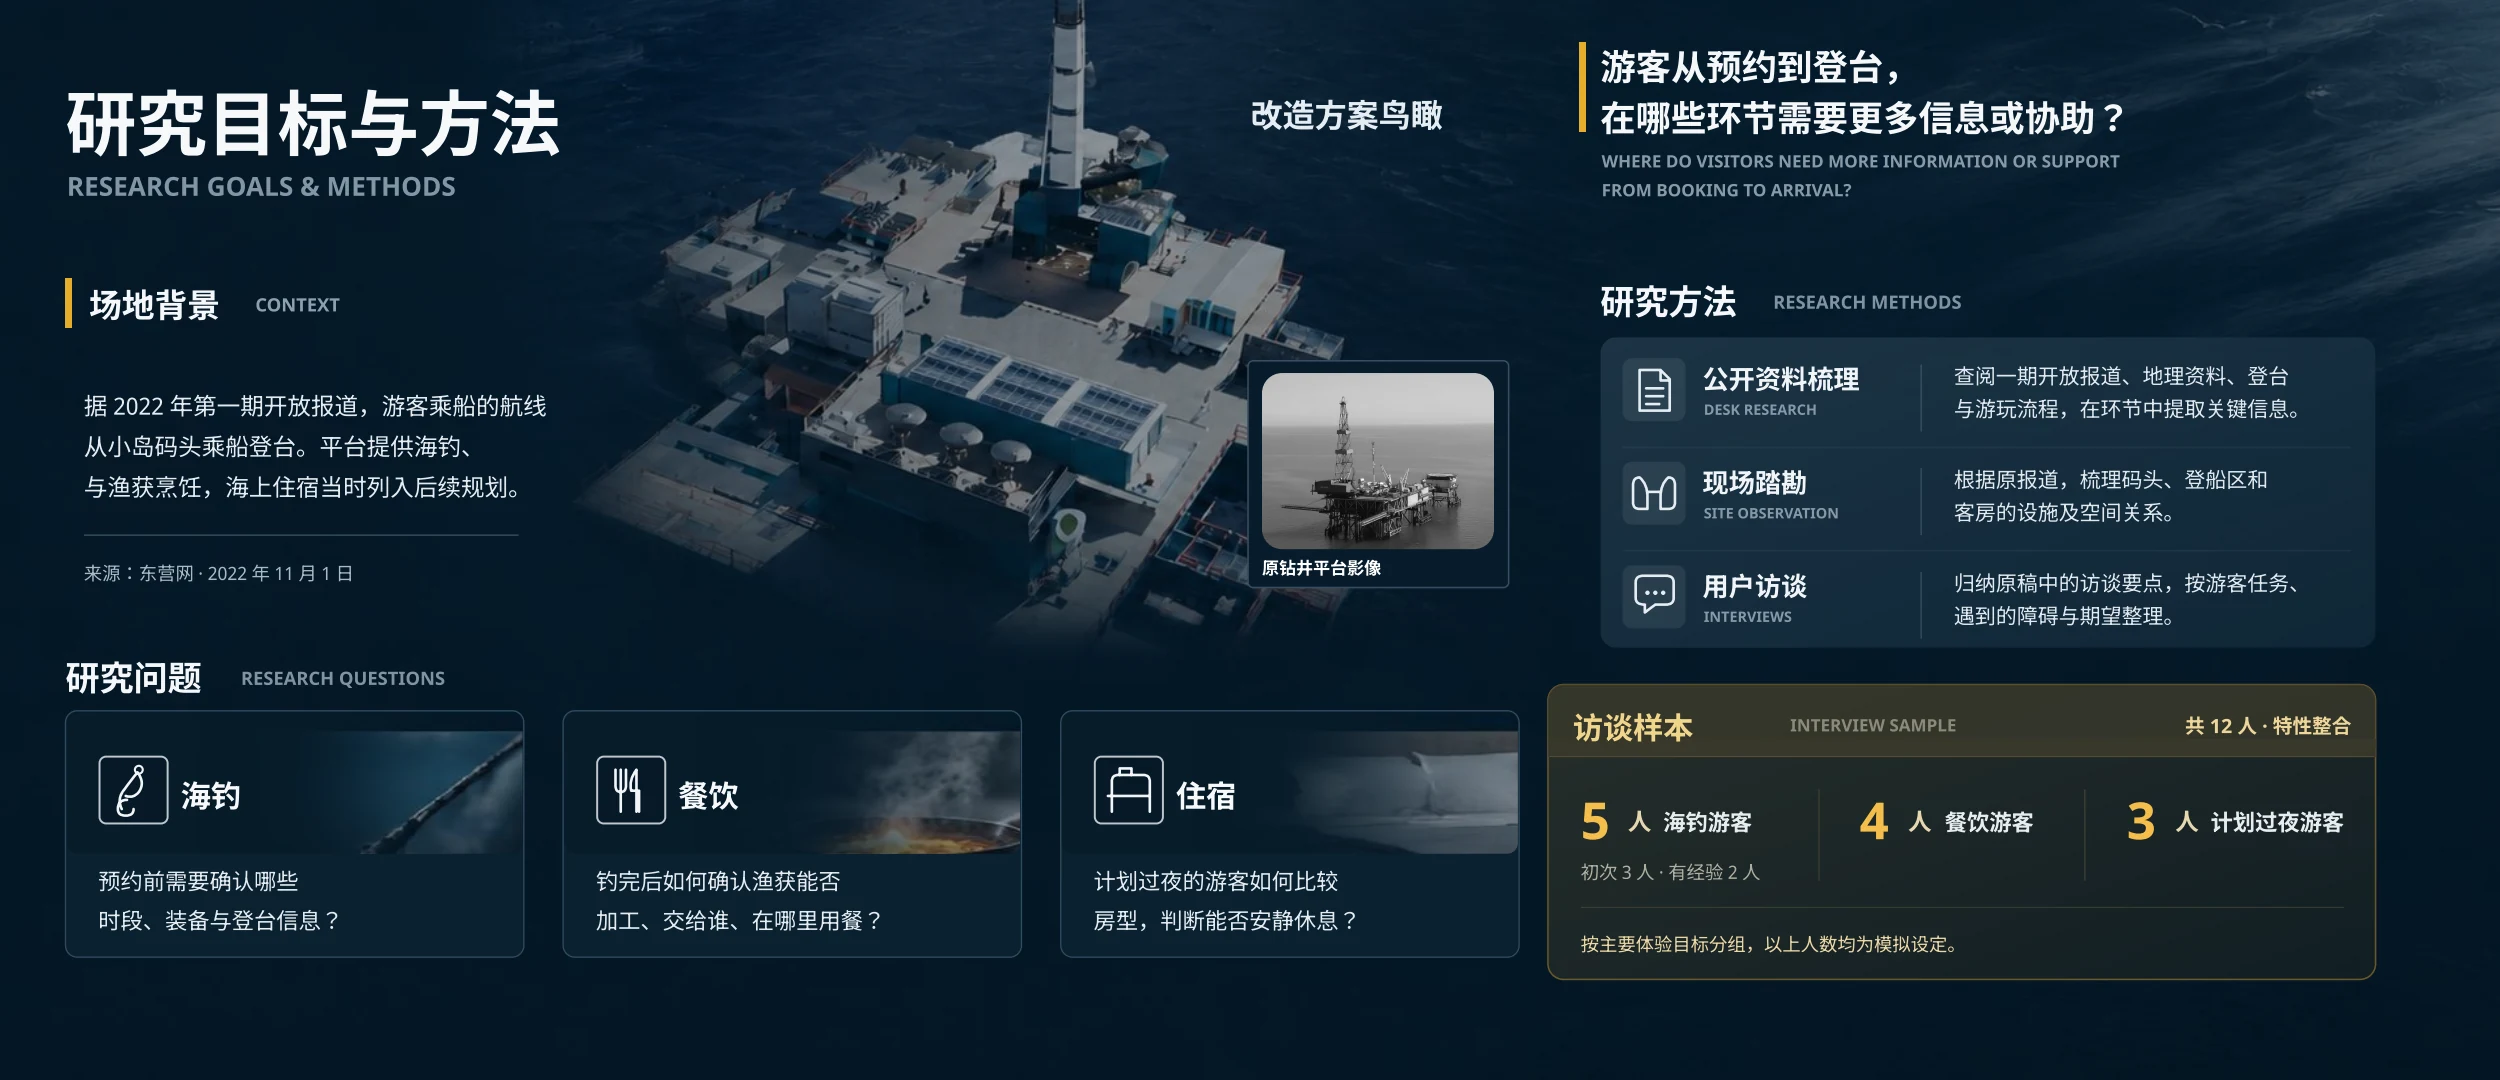 研究目标与方法
RESEARCH GOALS & METHODS
改造方案鸟瞰
场地背景 CONTEXT
据 2022 年第一期开放报道，游客乘船的航线
从小岛码头乘船登台。平台提供海钓、
与渔获烹饪，海上住宿当时列入后续规划。
来源：东营网 · 2022 年 11 月 1 日
原钻井平台影像
研究问题 RESEARCH QUESTIONS
海钓
预约前需要确认哪些
时段、装备与登台信息？
餐饮
钓完后如何确认渔获能否
加工、交给谁、在哪里用餐？
住宿
计划过夜的游客如何比较
房型，判断能否安静休息？
游客从预约到登台，
在哪些环节需要更多信息或协助？
WHERE DO VISITORS NEED MORE INFORMATION OR SUPPORT
FROM BOOKING TO ARRIVAL?
研究方法 RESEARCH METHODS
公开资料梳理
DESK RESEARCH
查阅一期开放报道、地理资料、登台
与游玩流程，在环节中提取关键信息。
现场踏勘
SITE OBSERVATION
根据原报道，梳理码头、登船区和
客房的设施及空间关系。
用户访谈
INTERVIEWS
归纳原稿中的访谈要点，按游客任务、
遇到的障碍与期望整理。
访谈样本 INTERVIEW SAMPLE 共 12 人 · 特性整合
5 人 海钓游客
初次 3 人 · 有经验 2 人
4 人 餐饮游客
3 人 计划过夜游客
按主要体验目标分组，以上人数均为模拟设定。